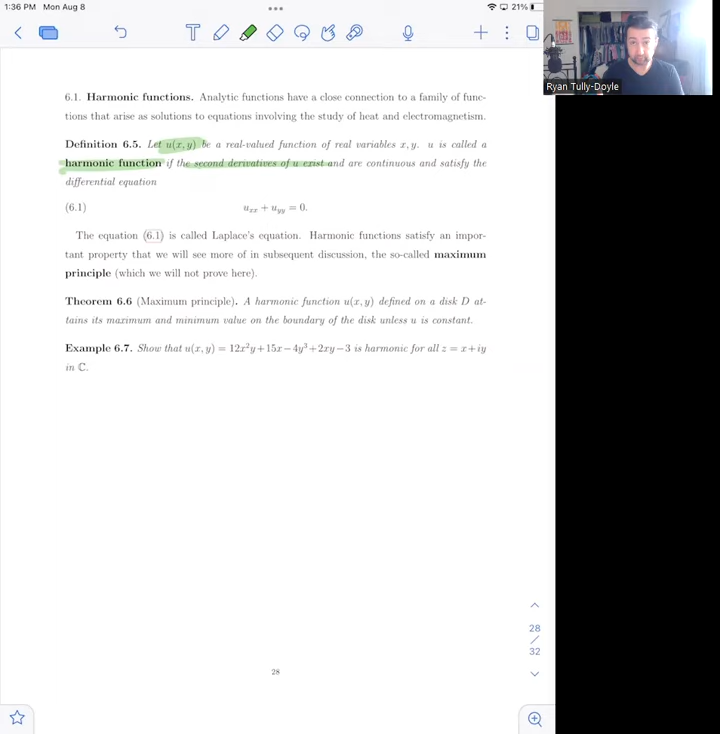 1:36 PM Mon Aug 8
21%
Ryan Tully-Doyle
6.1. Harmonic functions. Analytic functions have a close connection to a family of func-
tions that arise as solutions to equations involving the study of heat and electromagnetism.
Definition 6.5. Let u(x, y) be a real-valued function of real variables x, y. u is called a
harmonic function if the second derivatives of u exist and are continuous and satisfy the
differential equation
(6.1) uₓₓ + u_yy = 0.
The equation (6.1) is called Laplace's equation. Harmonic functions satisfy an impor-
tant property that we will see more of in subsequent discussion, the so-called maximum
principle (which we will not prove here).
Theorem 6.6 (Maximum principle). A harmonic function u(x, y) defined on a disk D at-
tains its maximum and minimum value on the boundary of the disk unless u is constant.
Example 6.7. Show that u(x, y) = 12x²y+15x−4y³+2xy−3 is harmonic for all z = x+iy
in ℂ.
28
/
32
28